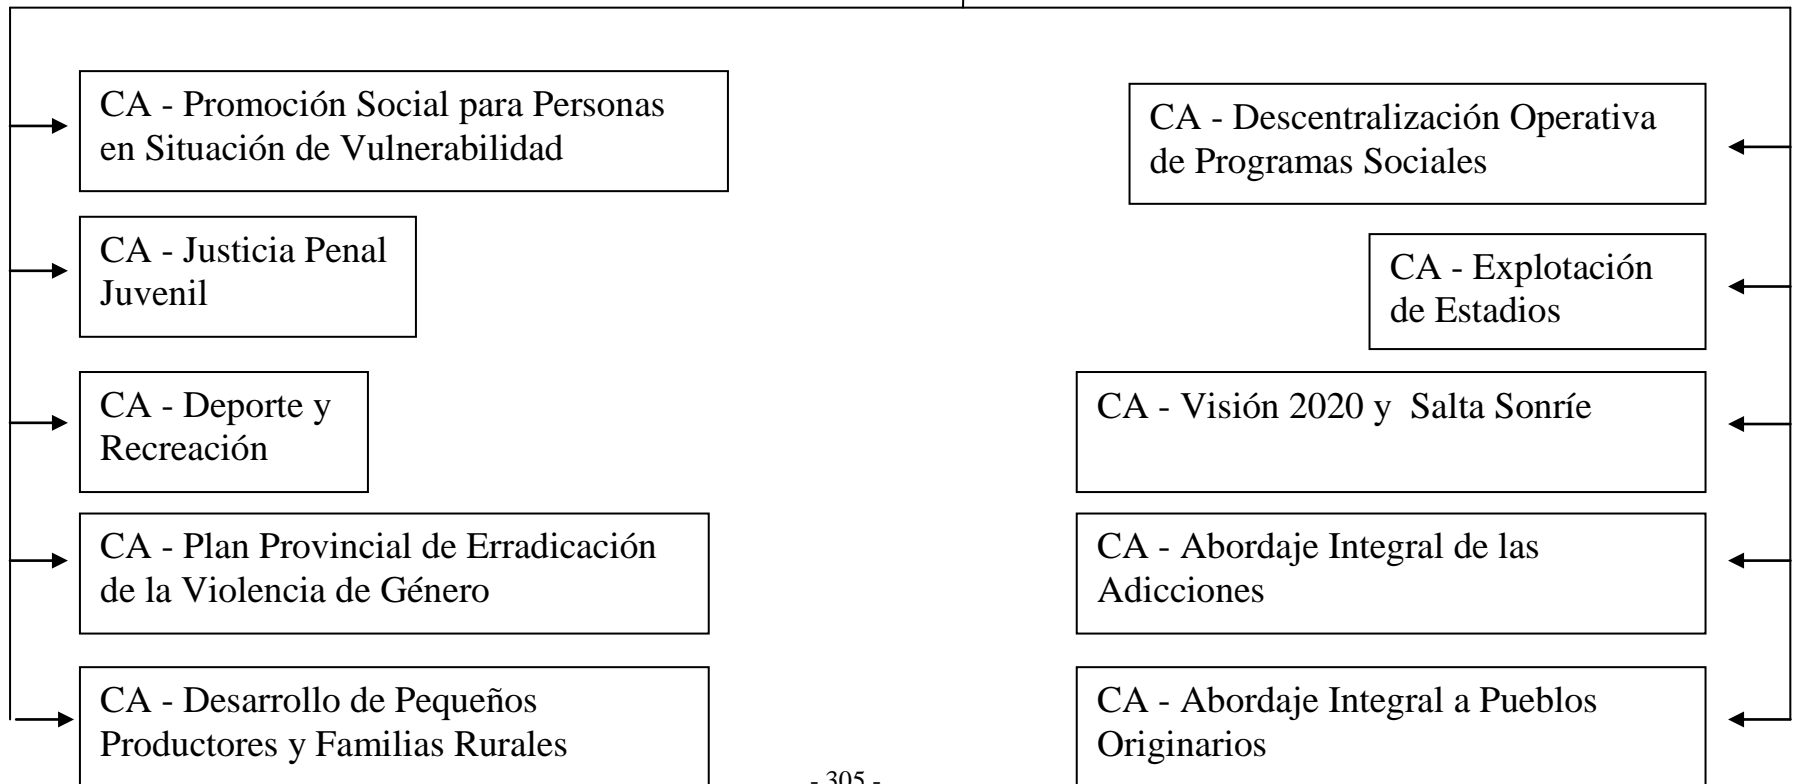 CA - Promoción Social para Personas
en Situación de Vulnerabilidad
CA - Justicia Penal
Juvenil
CA - Deporte y
Recreación
CA - Plan Provincial de Erradicación
de la Violencia de Género
CA - Desarrollo de Pequeños
Productores y Familias Rurales
CA - Descentralización Operativa
de Programas Sociales
CA - Explotación
de Estadios
CA - Visión 2020 y  Salta Sonríe
CA - Abordaje Integral de las
Adicciones
CA - Abordaje Integral a Pueblos
Originarios
- 305 -